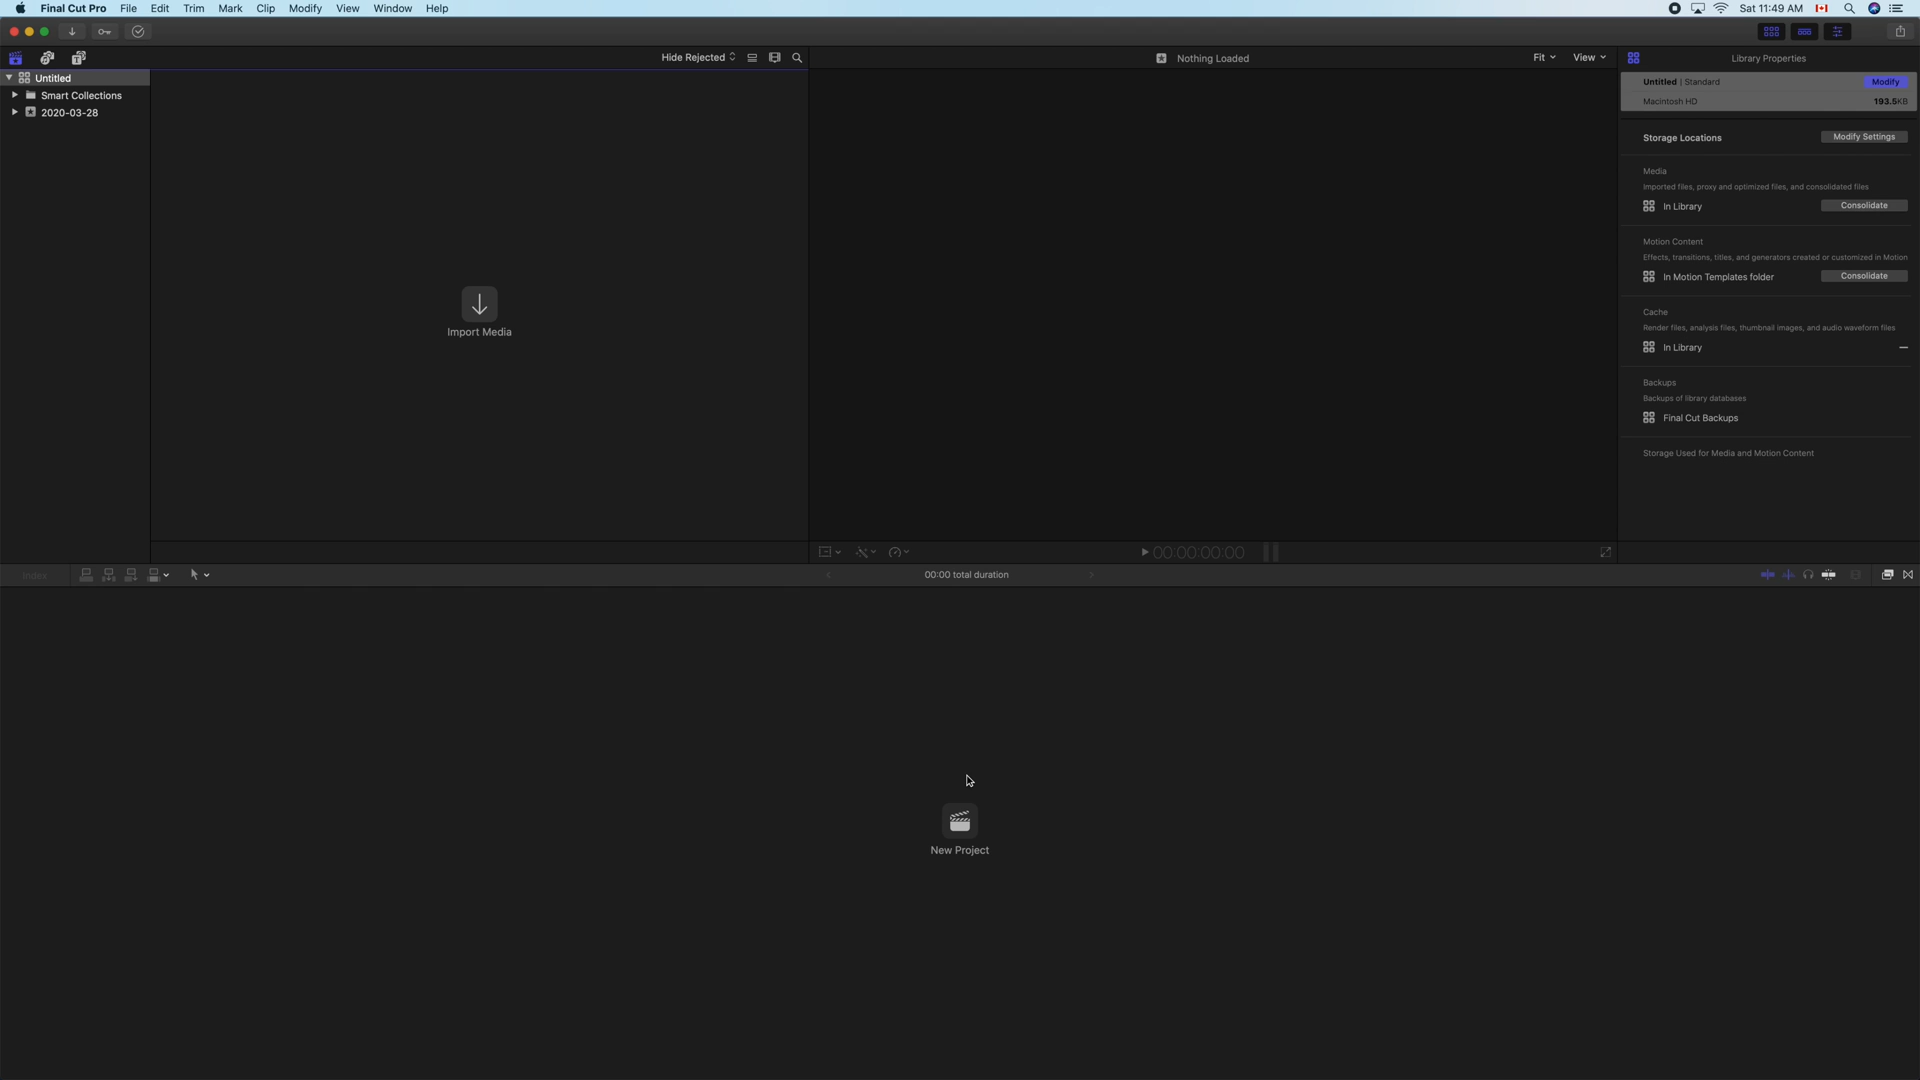 Final Cut Pro File Edit Trim Mark Clip Modify View Window Help Sat 11:49 AM
Hide Rejected Nothing Loaded Fit View Library Properties
Untitled
Smart Collections
2020-03-28
Import Media
Untitled | Standard Modify
Macintosh HD 193.5KB
Storage Locations Modify Settings
Media
Imported files, proxy and optimized files, and consolidated files
In Library Consolidate
Motion Content
Effects, transitions, titles, and generators created or customized in Motion
In Motion Templates folder Consolidate
Cache
Render files, analysis files, thumbnail images, and audio waveform files
In Library
Backups
Backups of library databases
Final Cut Backups
Storage Used for Media and Motion Content
00:00:00:00
Index 00:00 total duration
New Project